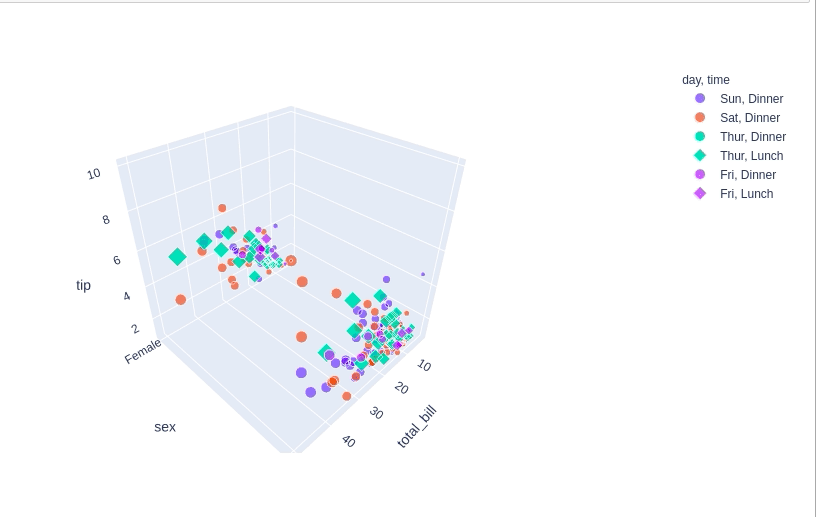 day, time
Sun, Dinner
Sat, Dinner
Thur, Dinner
Thur, Lunch
Fri, Dinner
Fri, Lunch
10
8
6
4
2
tip
Female
sex
10
20
30
40
total_bill